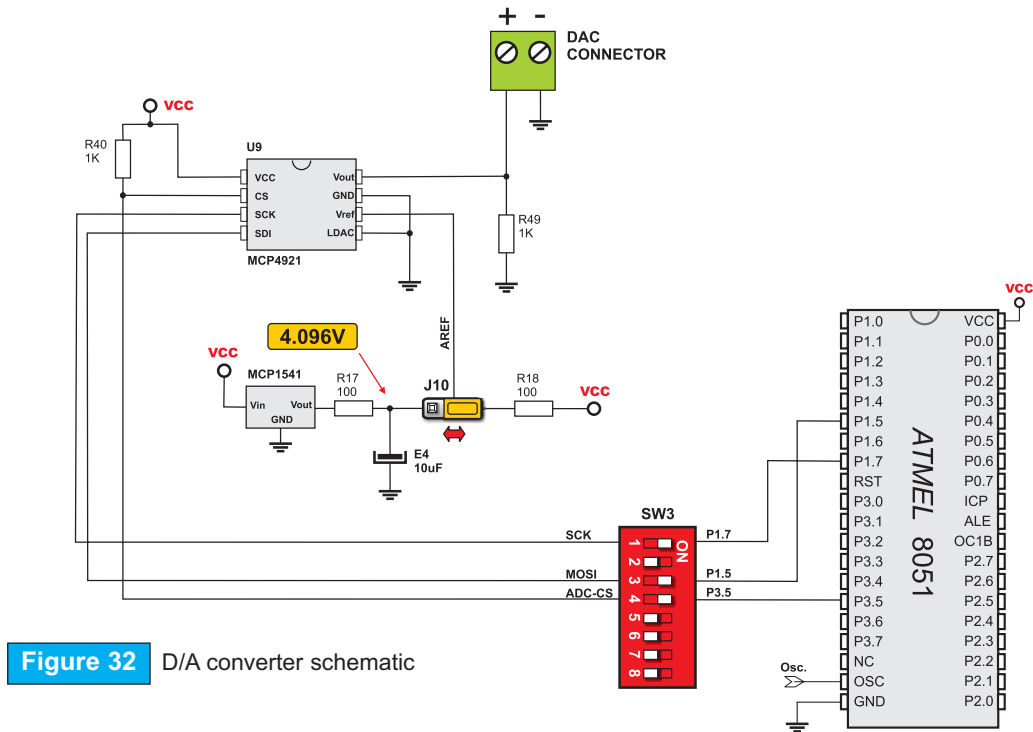 + -
DAC
CONNECTOR
VCC
R40
1K
U9
VCC
CS
SCK
SDI
Vout
GND
Vref
LDAC
MCP4921
R49
1K
AREF
4.096V
VCC
MCP1541
Vin
Vout
GND
R17
100
J10
R18
100
VCC
E4
10uF
SCK
MOSI
ADC-CS
SW3
ON
1
2
3
4
5
6
7
8
P1.7
P1.5
P3.5
VCC
ATMEL 8051
P1.0
P1.1
P1.2
P1.3
P1.4
P1.5
P1.6
P1.7
RST
P3.0
P3.1
P3.2
P3.3
P3.4
P3.5
P3.6
P3.7
NC
OSC
GND
VCC
P0.0
P0.1
P0.2
P0.3
P0.4
P0.5
P0.6
P0.7
ICP
ALE
OC1B
P2.7
P2.6
P2.5
P2.4
P2.3
P2.2
P2.1
P2.0
Osc.
Figure 32 D/A converter schematic